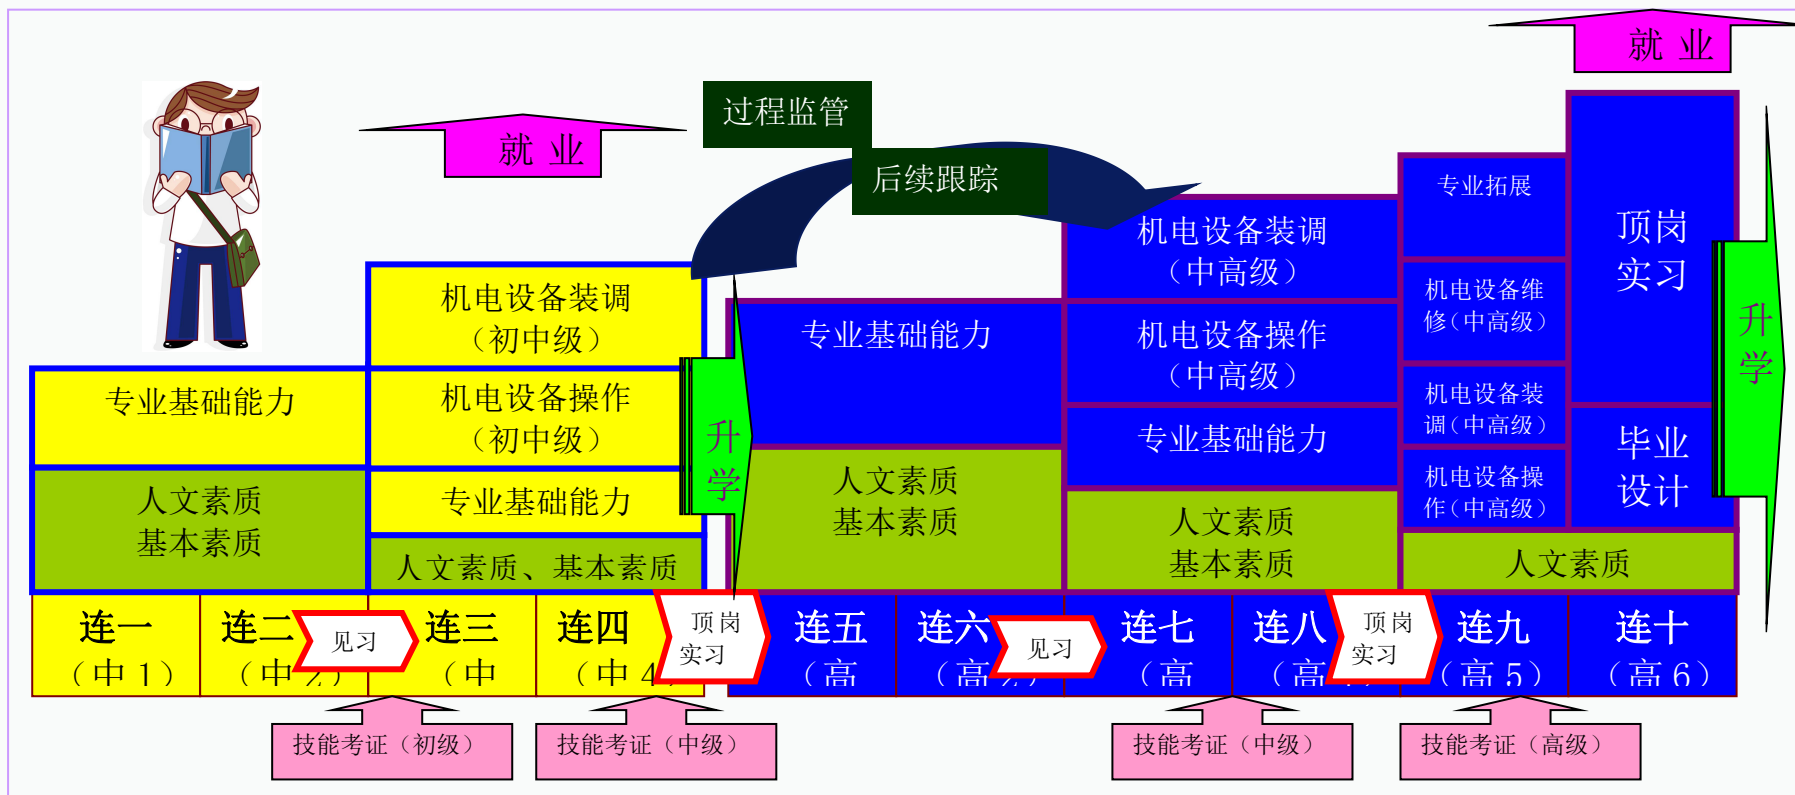 就 业
就 业
过程监管
后续跟踪
专业基础能力
人文素质
基本素质
机电设备装调
（初中级）
机电设备操作
（初中级）
专业基础能力
人文素质、基本素质
升
学
专业基础能力
人文素质
基本素质
机电设备装调
（中高级）
机电设备操作
（中高级）
专业基础能力
人文素质
基本素质
专业拓展
机电设备维
修（中高级）
机电设备装
调（中高级）
机电设备操
作（中高级）
顶岗
实习
毕业
设计
人文素质
升
学
连一
（中 1）
连二
（中 2）
见习
连三
（中
连四
（中 4
顶岗
实习
连五
（高
连六
（高 2）
见习
连七
（高
连八
（高
顶岗
实习
连九
（高 5）
连十
（高 6）
技能考证（初级）
技能考证（中级）
技能考证（中级）
技能考证（高级）